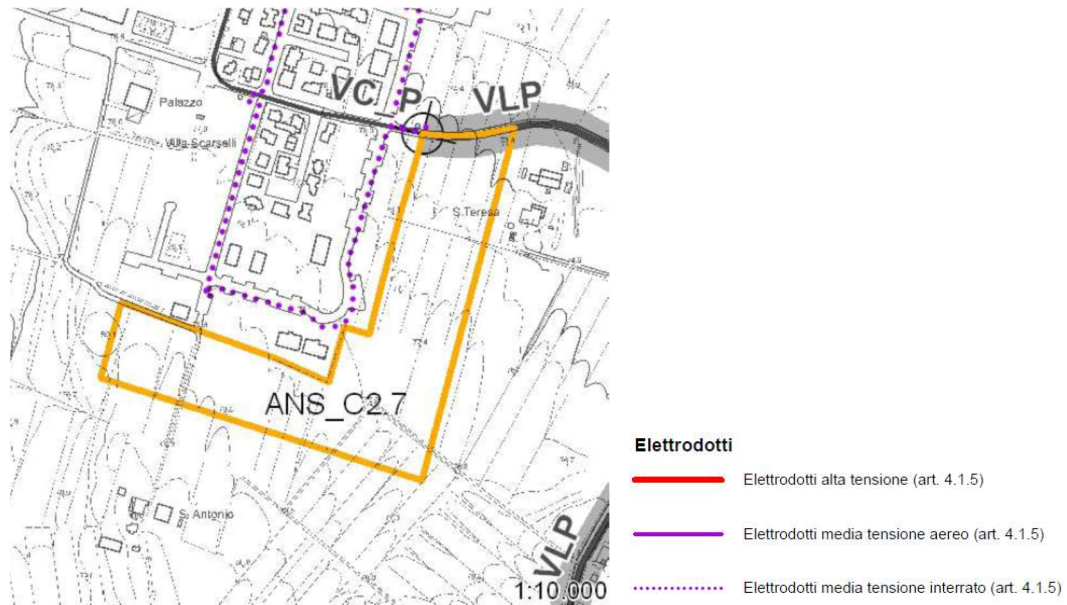 VC
P
VLP
Palazzo
Villa Scarselli
S.Teresa
ANS_C2.7
S. Antonio
VLP
1:10.000
Elettrodotti
Elettrodotti alta tensione (art. 4.1.5)
Elettrodotti media tensione aereo (art. 4.1.5)
Elettrodotti media tensione interrato (art. 4.1.5)